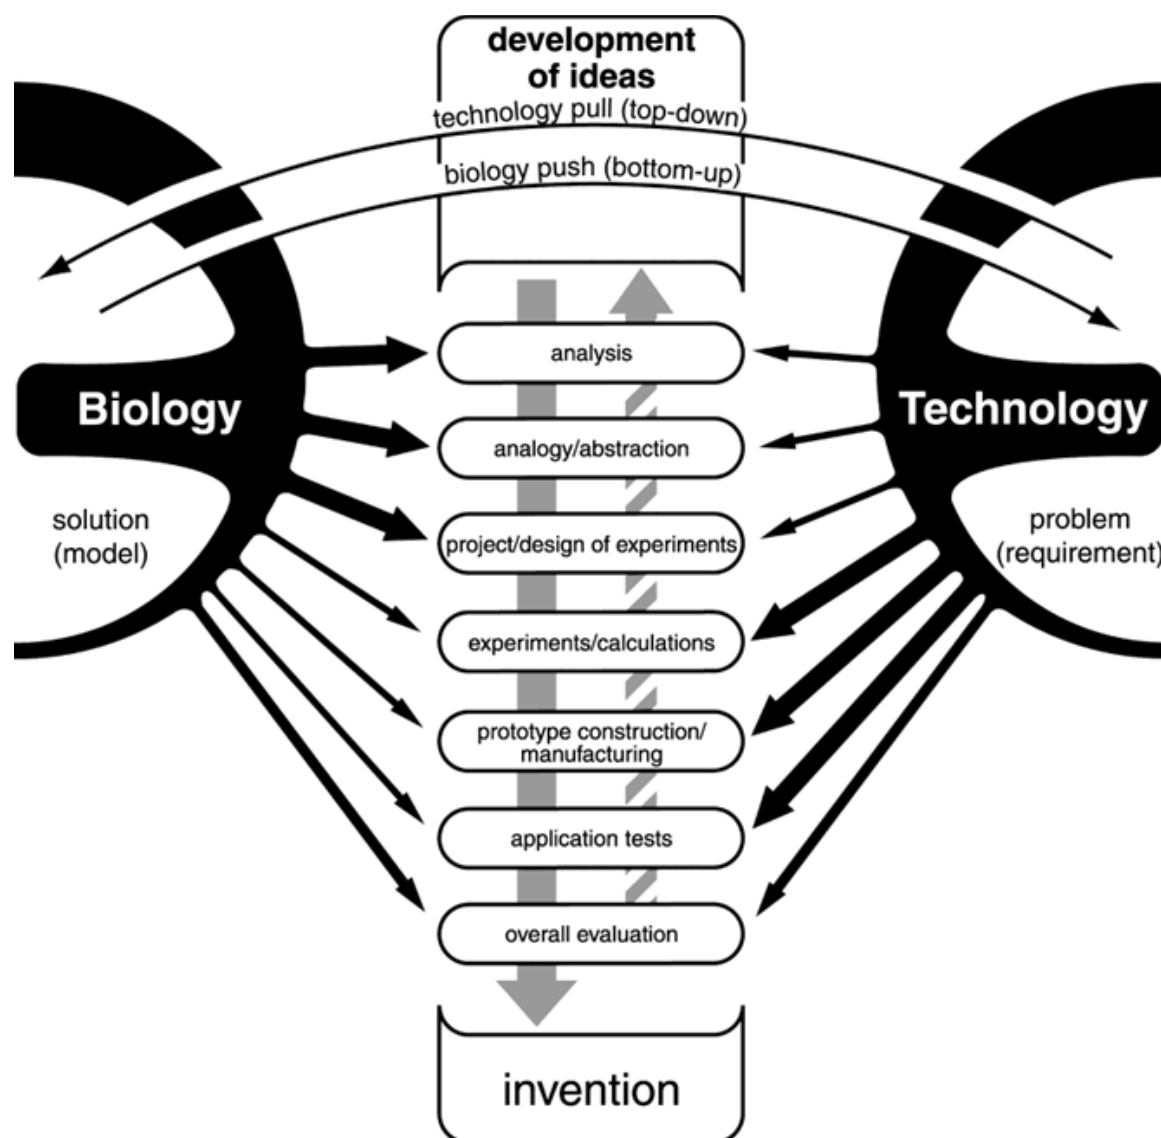 development
of ideas
technology pull (top-down)
biology push (bottom-up)
analysis
Biology
Technology
analogy/abstraction
solution
(model)
problem
(requirement)
project/design of experiments
experiments/calculations
prototype construction/
manufacturing
application tests
overall evaluation
invention